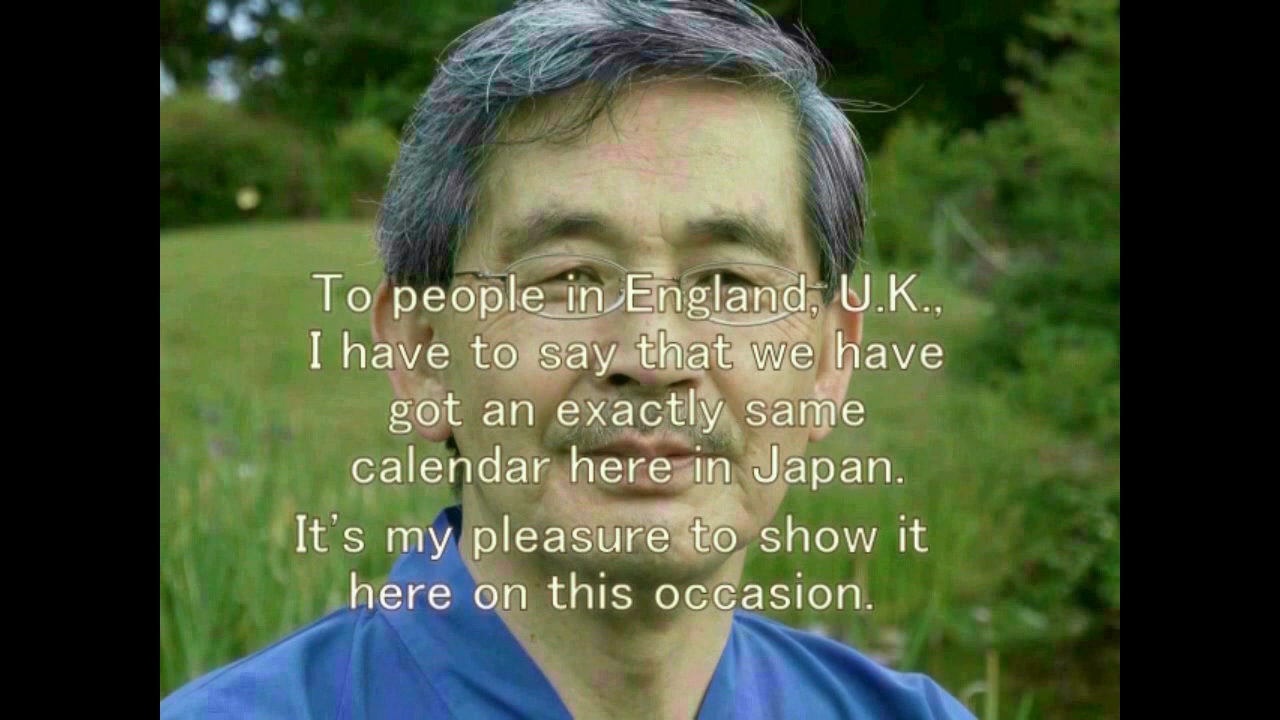 To people in England, U.K.,
I have to say that we have
got an exactly same
calendar here in Japan.
It's my pleasure to show it
here on this occasion.